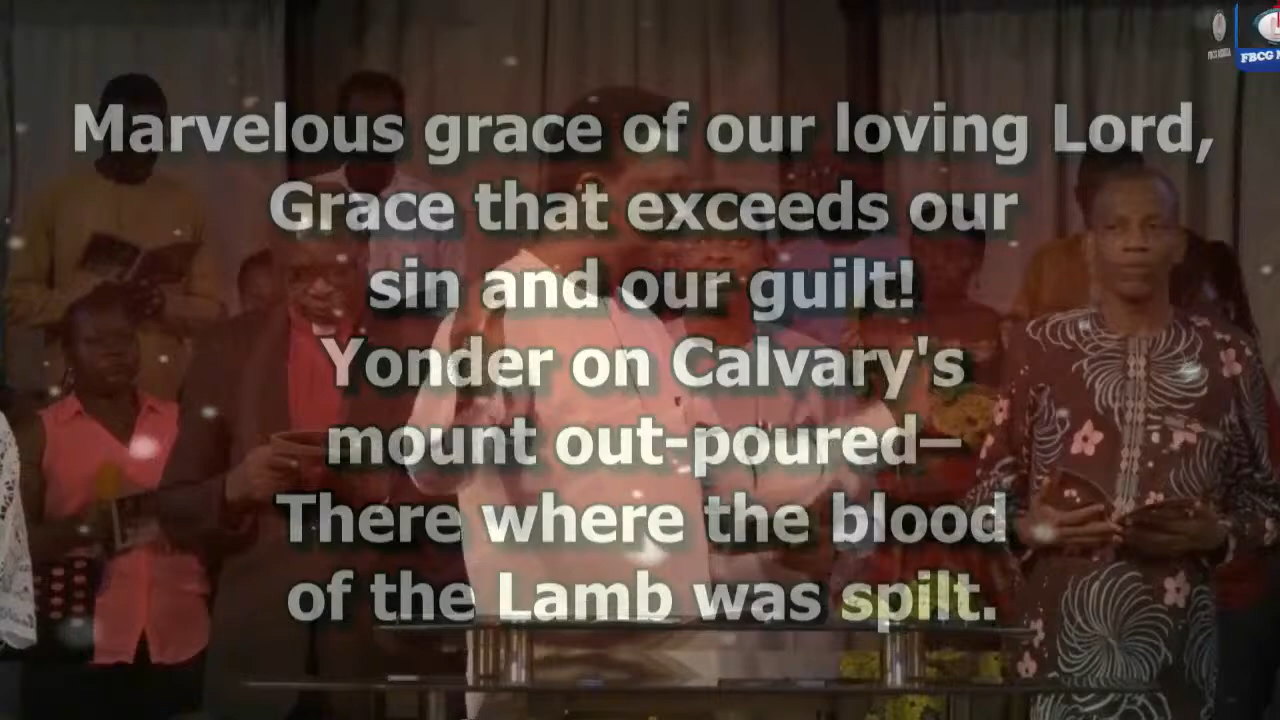 Marvelous grace of our loving Lord,
Grace that exceeds our
sin and our guilt!
Yonder on Calvary's
mount out-poured–
There where the blood
of the Lamb was spilt.
FBCG